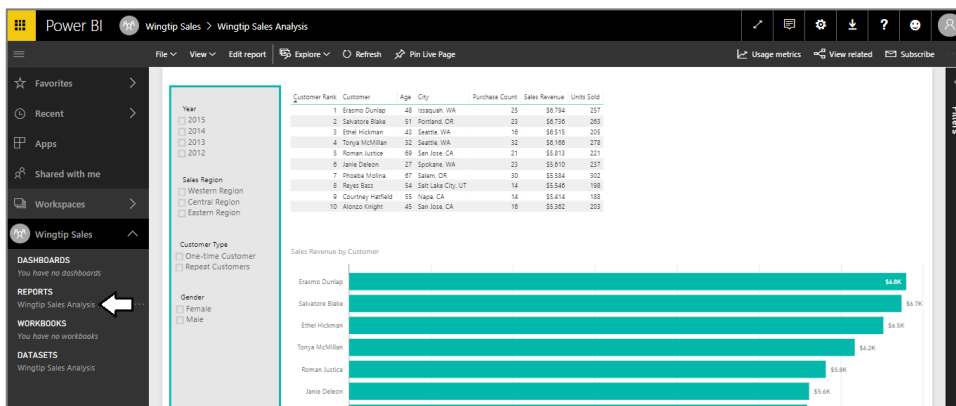 Power BI Wingtip Sales > Wingtip Sales Analysis ?
File View Edit report Explore Refresh Pin Live Page Usage metrics View related Subscribe
Favorites
Recent
Apps
Shared with me
Workspaces
Wingtip Sales
DASHBOARDS
You have no dashboards
REPORTS
Wingtip Sales Analysis
WORKBOOKS
You have no workbooks
DATASETS
Wingtip Sales Analysis
Year
2015
2014
2013
2012
Sales Region
Western Region
Central Region
Eastern Region
Customer Type
One-time Customer
Repeat Customers
Gender
Female
Male
Customer Rank Customer Age City Purchase Count Sales Revenue Units Sold
1 Erasmo Dunlap 48 Issaquah, WA 25 $6,794 257
2 Salvatore Blake 51 Portland, OR 23 $6,736 263
3 Ethel Hickman 43 Seattle, WA 16 $6,515 205
4 Tonya McMillan 32 Seattle, WA 32 $6,166 278
5 Roman Justice 69 San Jose, CA 21 $5,813 221
6 Janie Deleon 27 Spokane, WA 23 $5,610 237
7 Phoebe Molina 67 Salem, OR 30 $5,584 302
8 Reyes Bass 54 Salt Lake City, UT 14 $5,546 198
9 Courtney Hatfield 55 Napa, CA 14 $5,414 188
10 Alonzo Knight 45 San Jose, CA 16 $5,362 203
Sales Revenue by Customer
Erasmo Dunlap $6.8K
Salvatore Blake $6.7K
Ethel Hickman $6.5K
Tonya McMillan $6.2K
Roman Justice $5.8K
Janie Deleon $5.6K
Filters